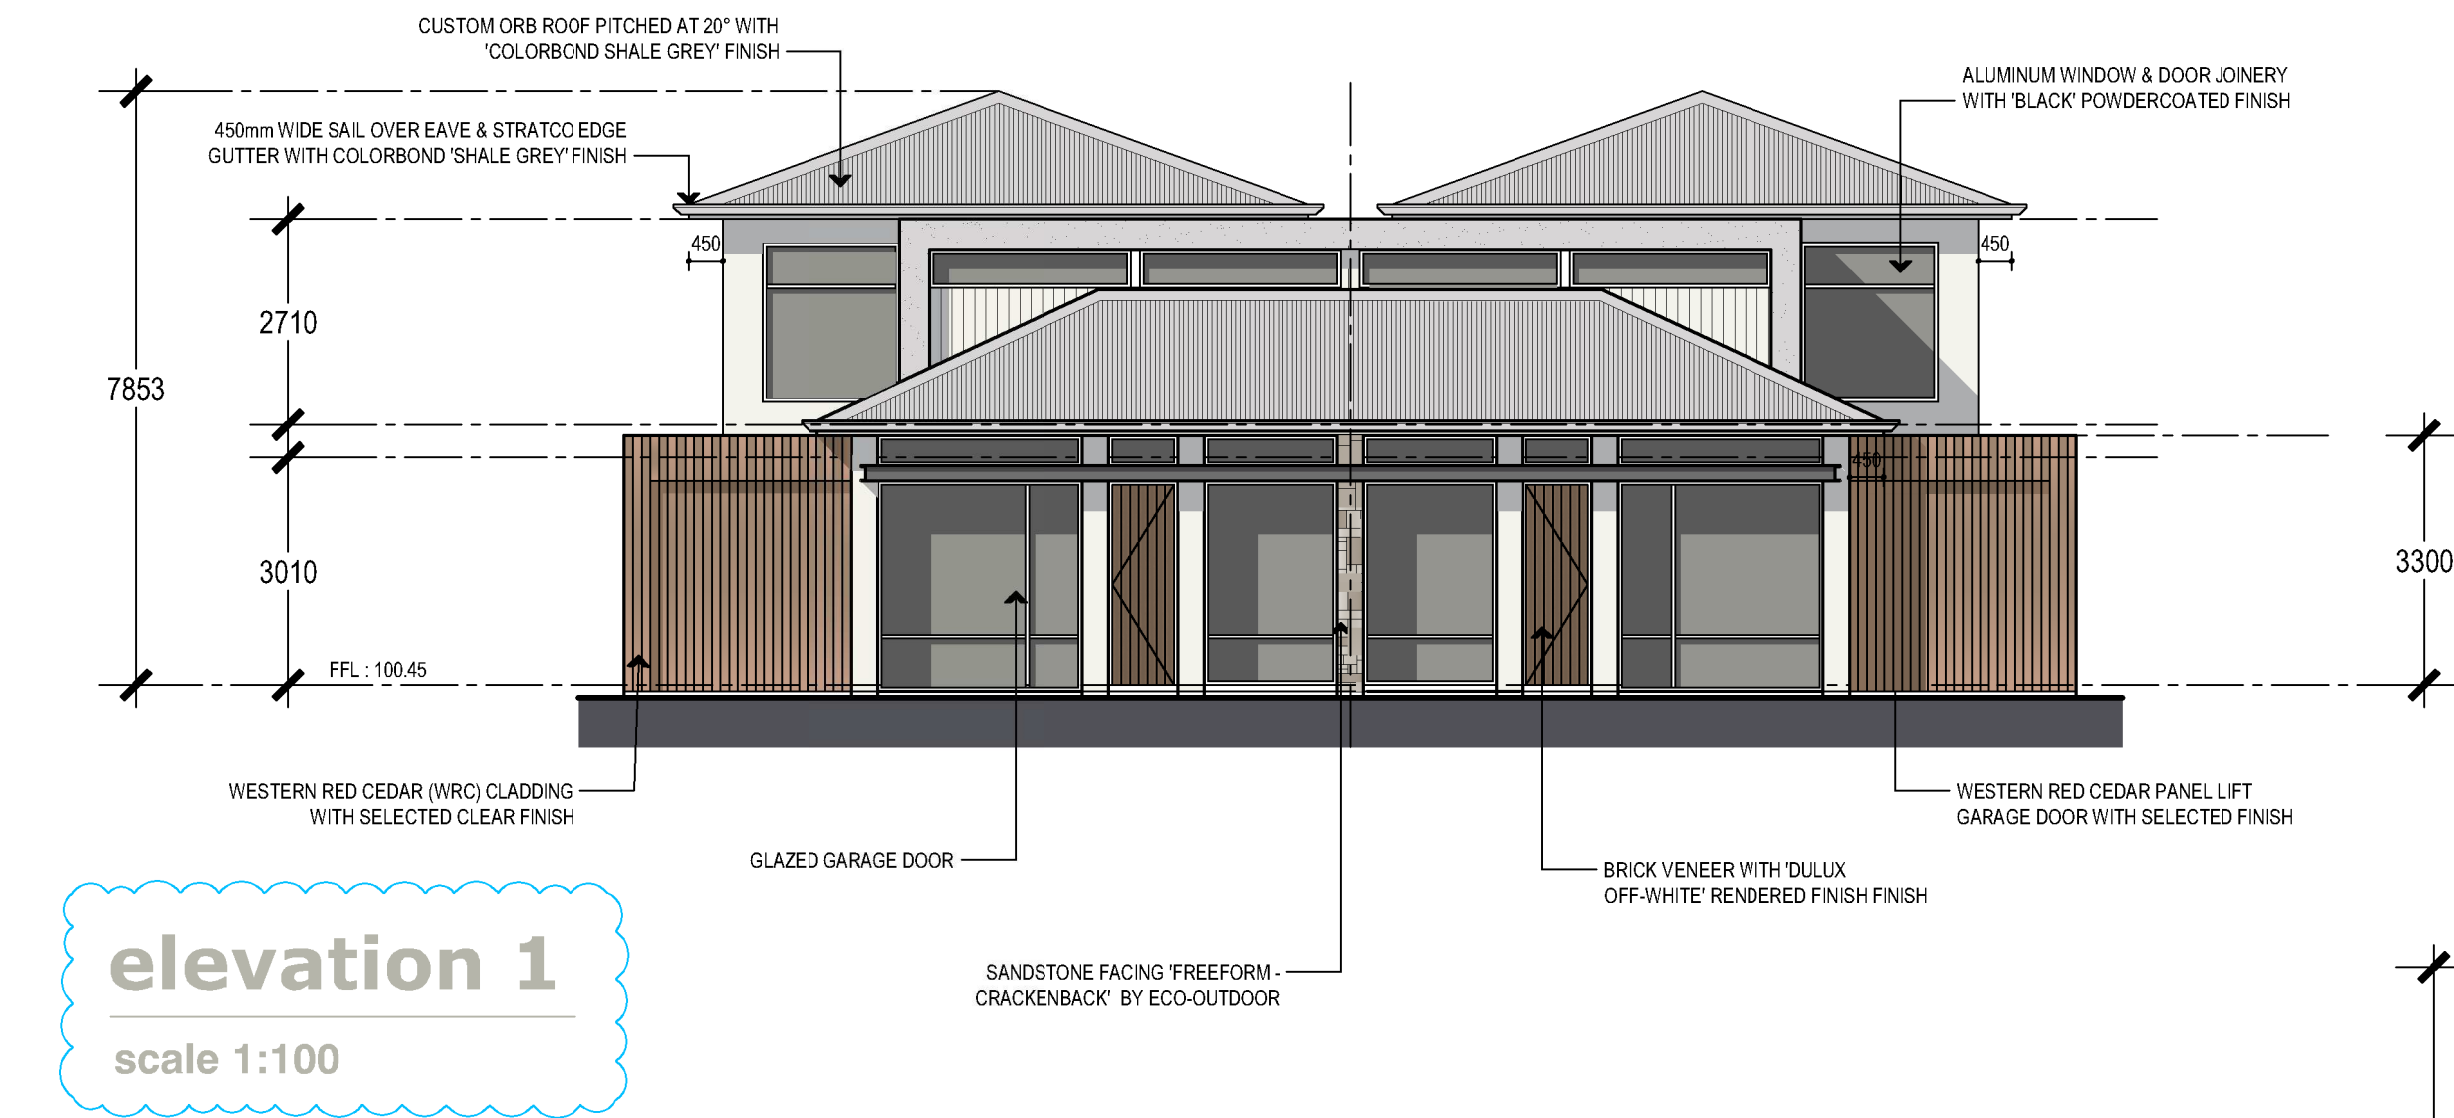 CUSTOM ORB ROOF PITCHED AT 20° WITH
'COLORBOND SHALE GREY' FINISH
ALUMINUM WINDOW & DOOR JOINERY
WITH 'BLACK' POWDERCOATED FINISH
450mm WIDE SAIL OVER EAVE & STRATCO EDGE
GUTTER WITH COLORBOND 'SHALE GREY' FINISH
450
450
2710
7853
450
3300
3010
FFL : 100.45
WESTERN RED CEDAR (WRC) CLADDING
WITH SELECTED CLEAR FINISH
WESTERN RED CEDAR PANEL LIFT
GARAGE DOOR WITH SELECTED FINISH
GLAZED GARAGE DOOR
BRICK VENEER WITH 'DULUX
OFF-WHITE' RENDERED FINISH FINISH
SANDSTONE FACING 'FREEFORM -
CRACKENBACK' BY ECO-OUTDOOR
elevation 1
scale 1:100